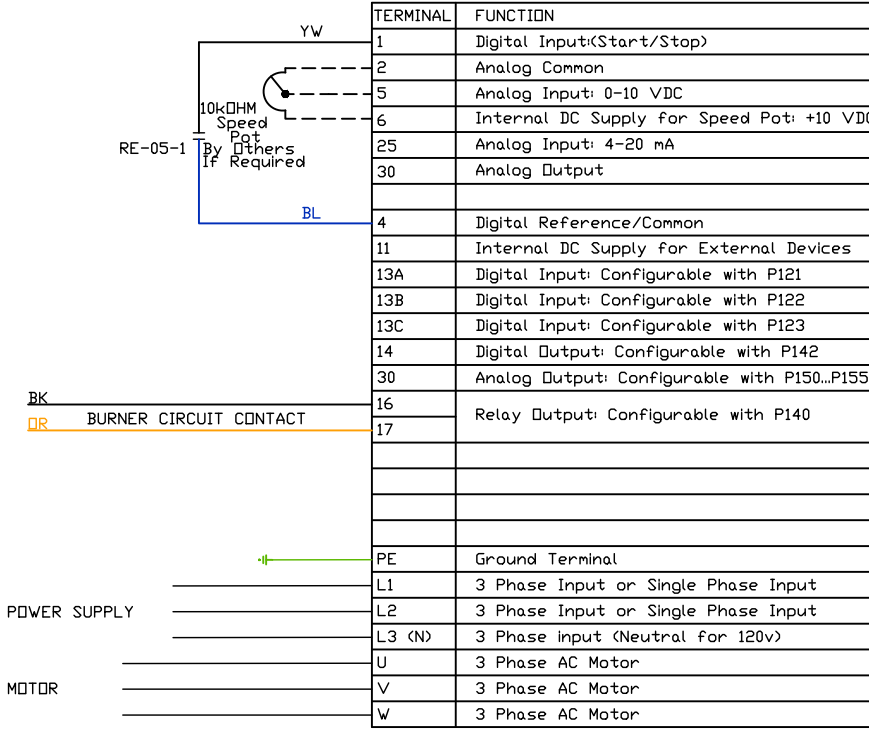 TERMINAL FUNCTION
YW
1 Digital Input:(Start/Stop)
2 Analog Common
5 Analog Input: 0-10 VDC
10kOHM
Speed
Pot
By Others
If Required
6 Internal DC Supply for Speed Pot: +10 VDC
RE-05-1
25 Analog Input: 4-20 mA
30 Analog Output
BL
4 Digital Reference/Common
11 Internal DC Supply for External Devices
13A Digital Input: Configurable with P121
13B Digital Input: Configurable with P122
13C Digital Input: Configurable with P123
14 Digital Output: Configurable with P142
30 Analog Output: Configurable with P150...P155
BK
16
BURNER CIRCUIT CONTACT
Relay Output: Configurable with P140
OR
17
PE Ground Terminal
L1 3 Phase Input or Single Phase Input
POWER SUPPLY
L2 3 Phase Input or Single Phase Input
L3 (N) 3 Phase input (Neutral for 120v)
U 3 Phase AC Motor
MOTOR
V 3 Phase AC Motor
W 3 Phase AC Motor